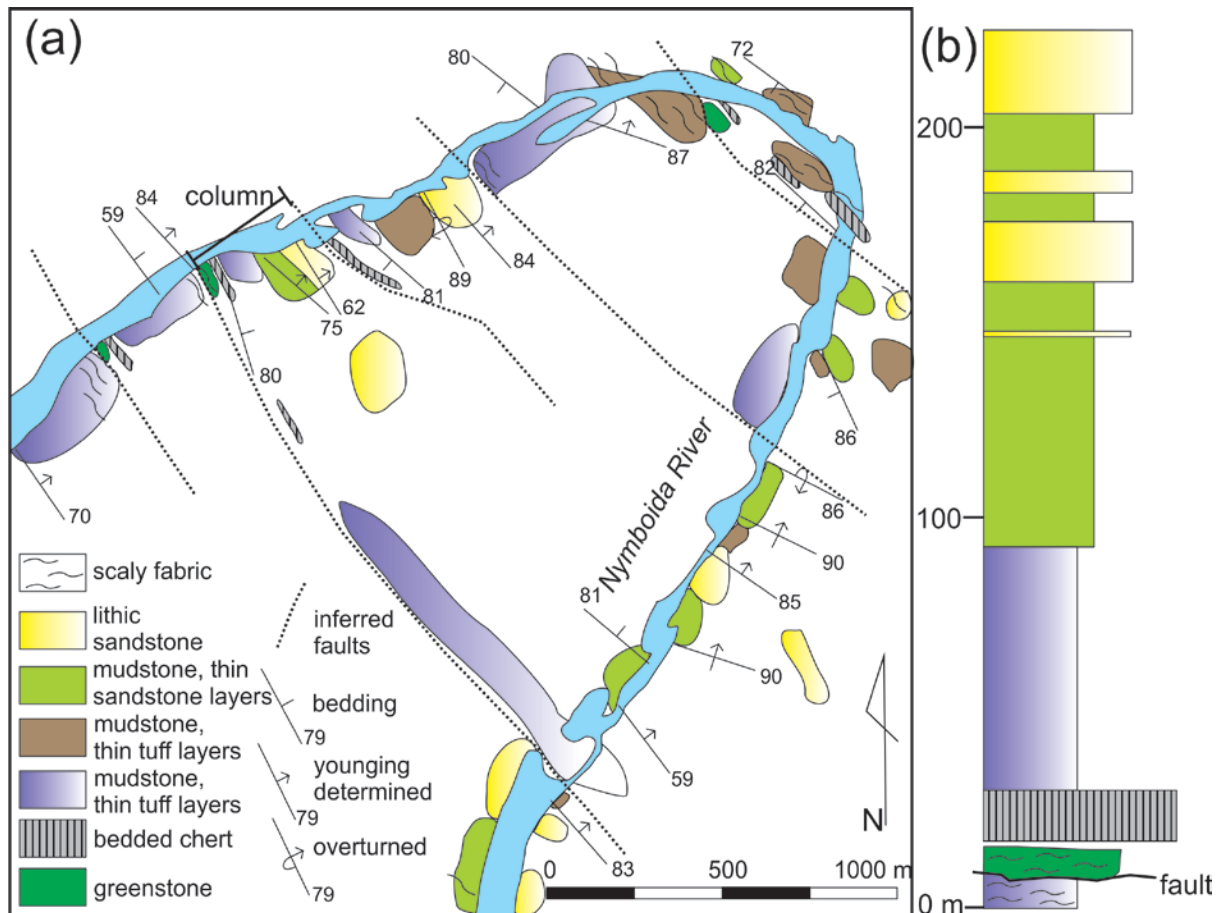 (a)
80
72
84
column
59
87
82
89
84
81
62
75
80
70
86
Nymboida River
86
90
81
85
90
59
83
scaly fabric
lithic
sandstone
inferred
faults
mudstone, thin
sandstone layers
bedding
79
mudstone,
thin tuff layers
younging
determined
79
mudstone,
thin tuff layers
bedded chert
overturned
79
greenstone
N
0 500 1000 m
(b)
200
100
0 m
fault